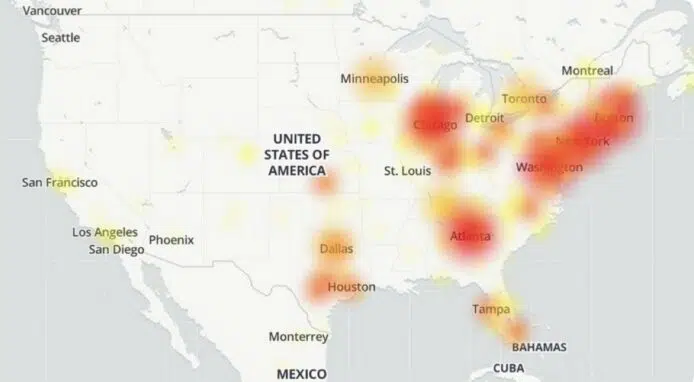 Vancouver
Seattle
Montreal
Minneapolis
Toronto
Chicago
Detroit
Boston
New York
UNITED
STATES OF
AMERICA
St. Louis
Washington
San Francisco
Los Angeles
San Diego
Phoenix
Atlanta
Dallas
Houston
Tampa
Monterrey
BAHAMAS
CUBA
MEXICO